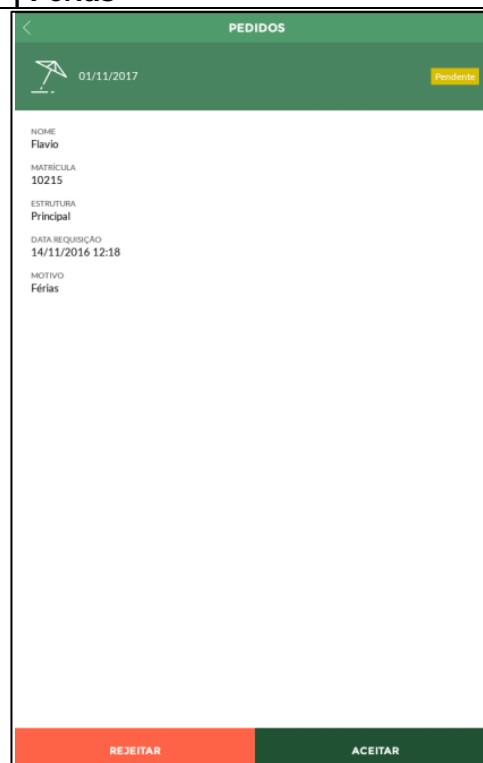 Férias
PEDIDOS
01/11/2017 Pendente
NOME
Flavio
MATRÍCULA
10215
ESTRUTURA
Principal
DATA REQUISIÇÃO
14/11/2016 12:18
MOTIVO
Férias
REJEITAR ACEITAR